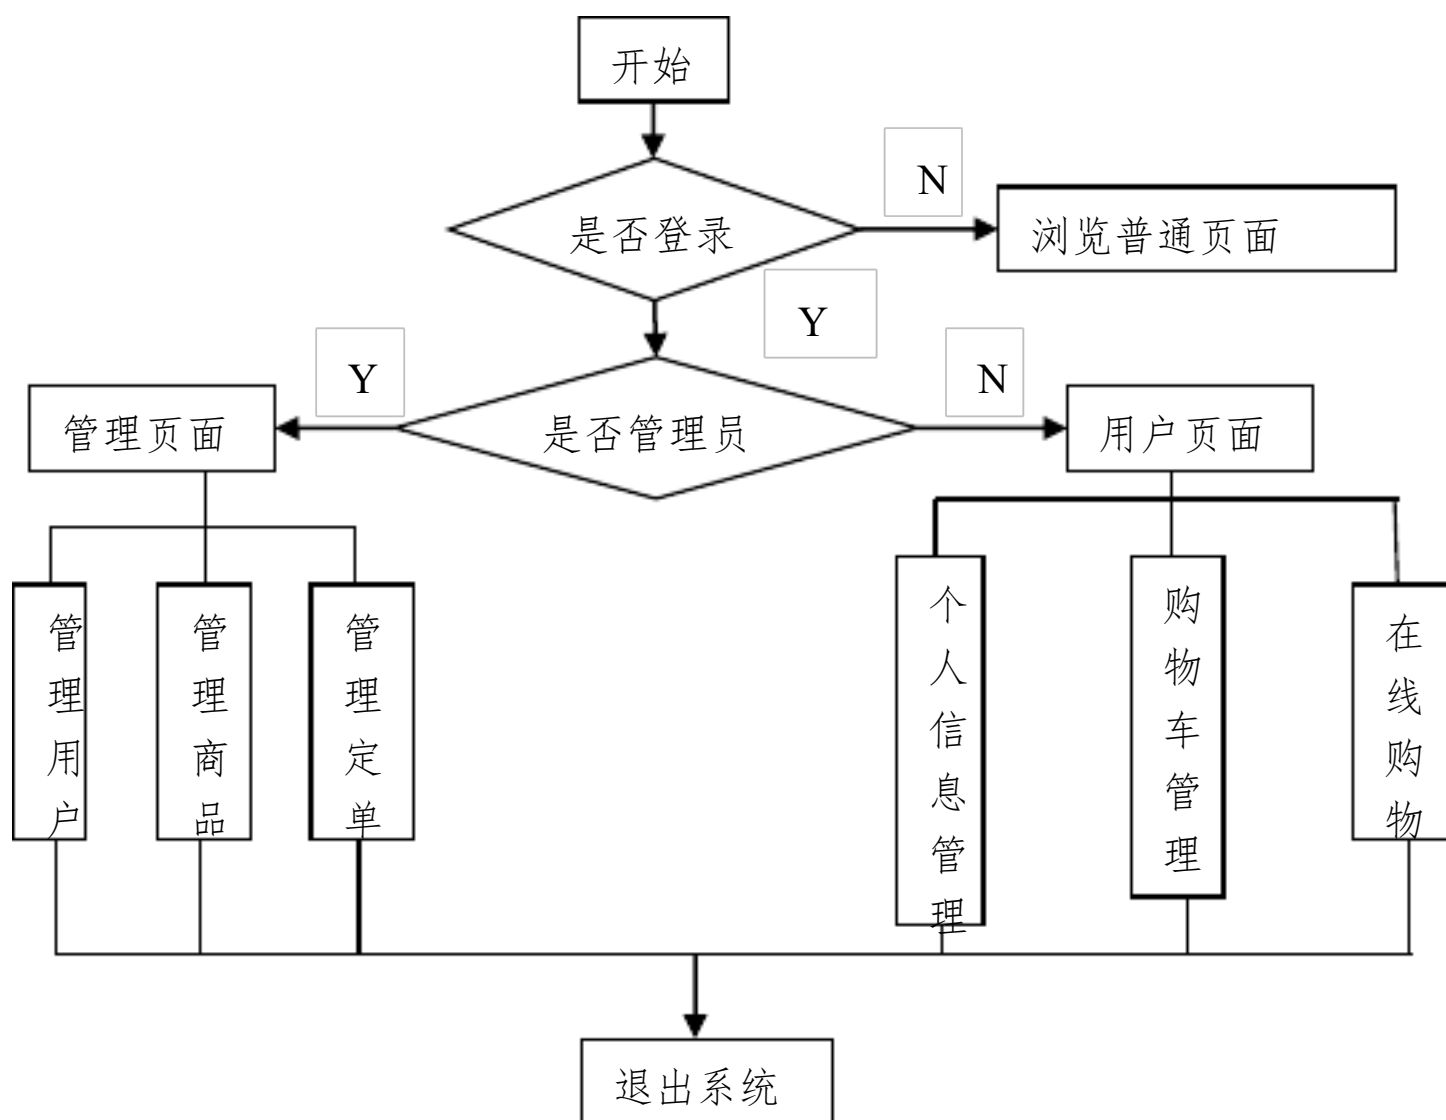 开始
N
是否登录
浏览普通页面
Y
Y
N
管理页面
是否管理员
用户页面
管理用户
管理商品
管理定单
个人信息管理
购物车管理
在线购物
退出系统